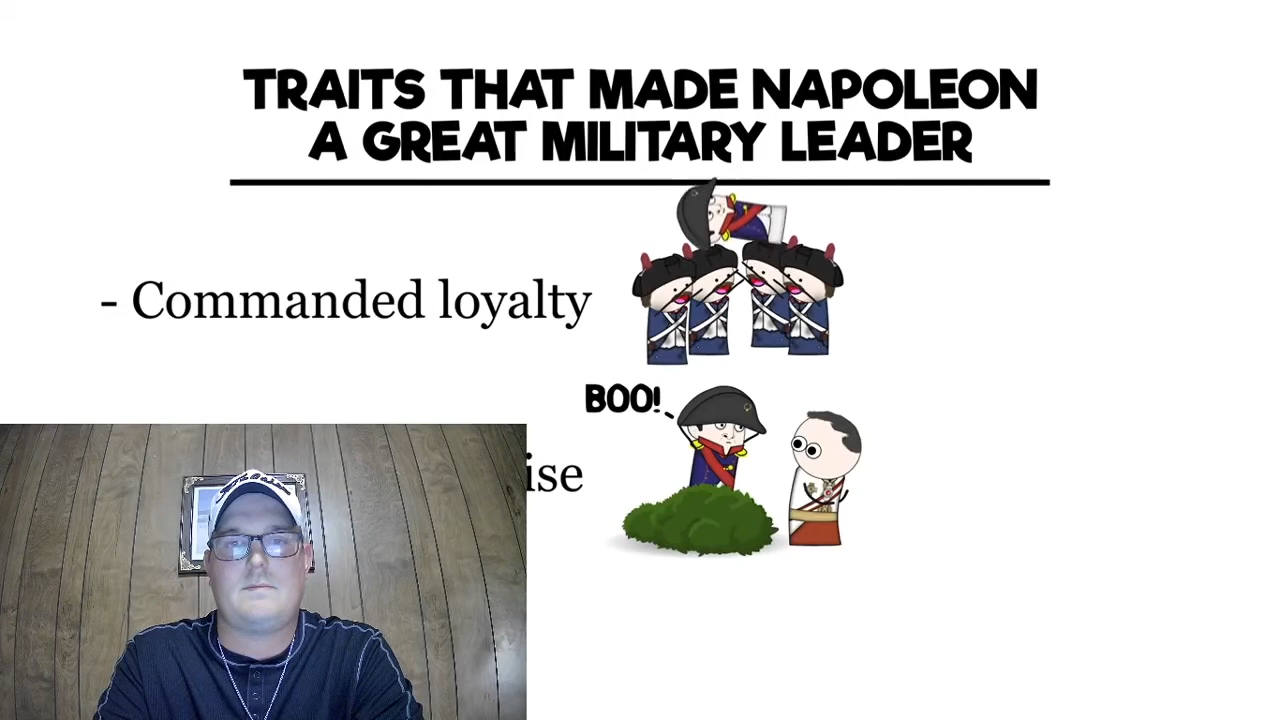 TRAITS THAT MADE NAPOLEON
A GREAT MILITARY LEADER
- Commanded loyalty
BOO!
ise